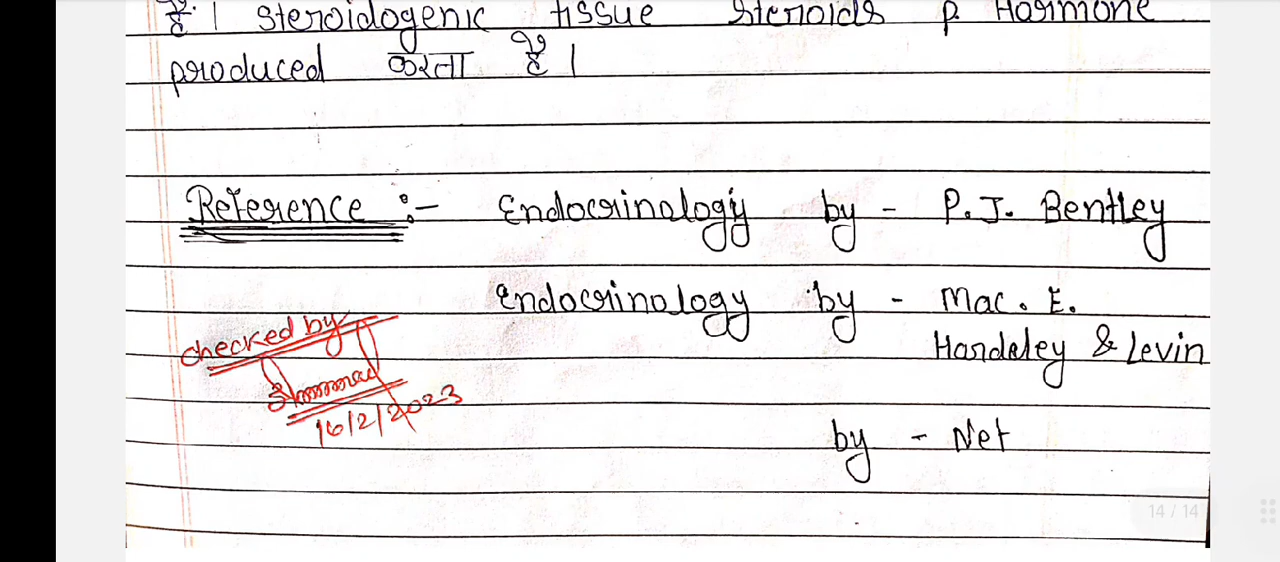 है। steroidogenic tissue steroids p. Hormone
produced करता है।
Reference :- Endocrinology by - P.J. Bentley
Endocrinology by - Mac. E.
Handeley & Levin
checked by
16/2/2023
by - Net
14 / 14